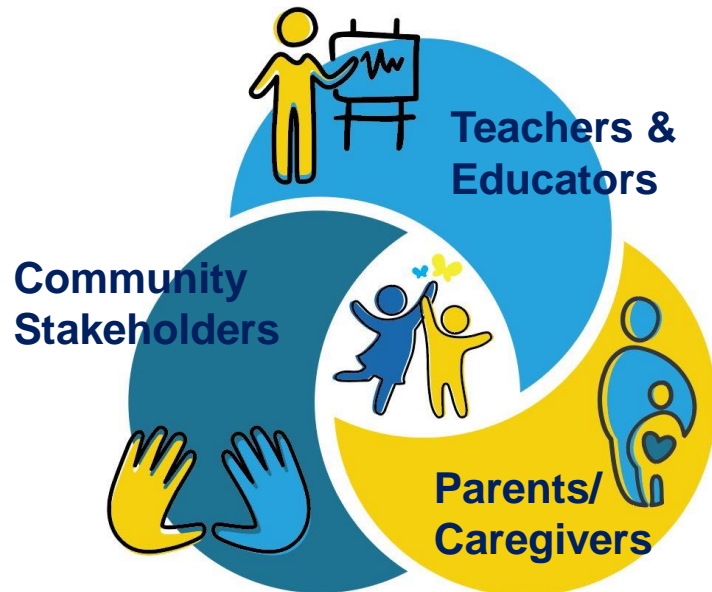 Teachers &
Educators
Community
Stakeholders
Parents/
Caregivers